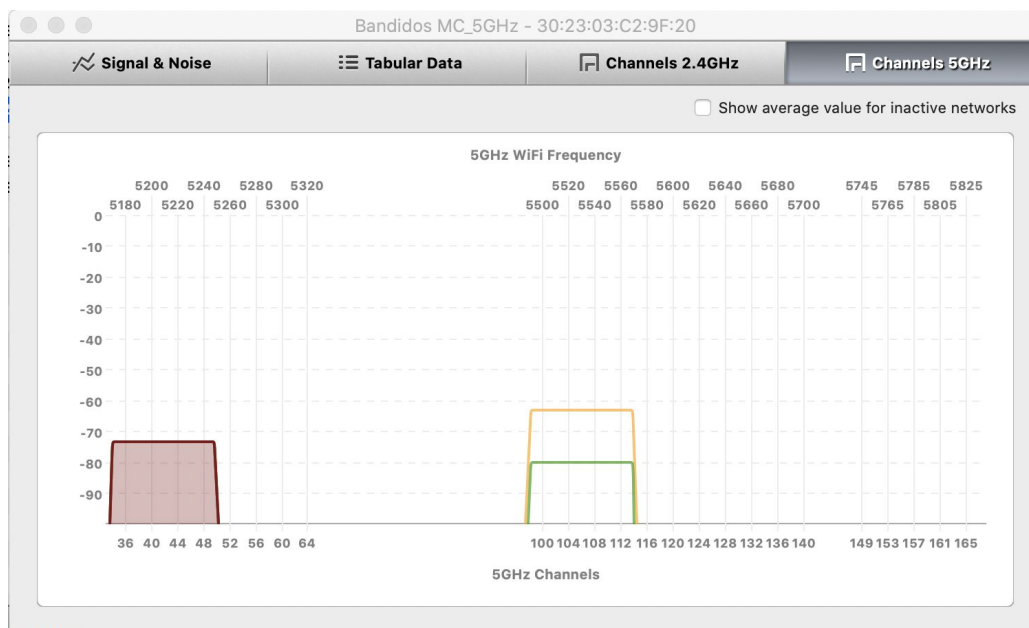 Bandidos MC_5GHz - 30:23:03:C2:9F:20
Signal & Noise
Tabular Data
Channels 2.4GHz
Channels 5GHz
Show average value for inactive networks
5GHz WiFi Frequency
5200 5240 5280 5320 5520 5560 5600 5640 5680 5745 5785 5825
5180 5220 5260 5300 5500 5540 5580 5620 5660 5700 5765 5805
0
-10
-20
-30
-40
-50
-60
-70
-80
-90
36 40 44 48 52 56 60 64 100 104 108 112 116 120 124 128 132 136 140 149 153 157 161 165
5GHz Channels